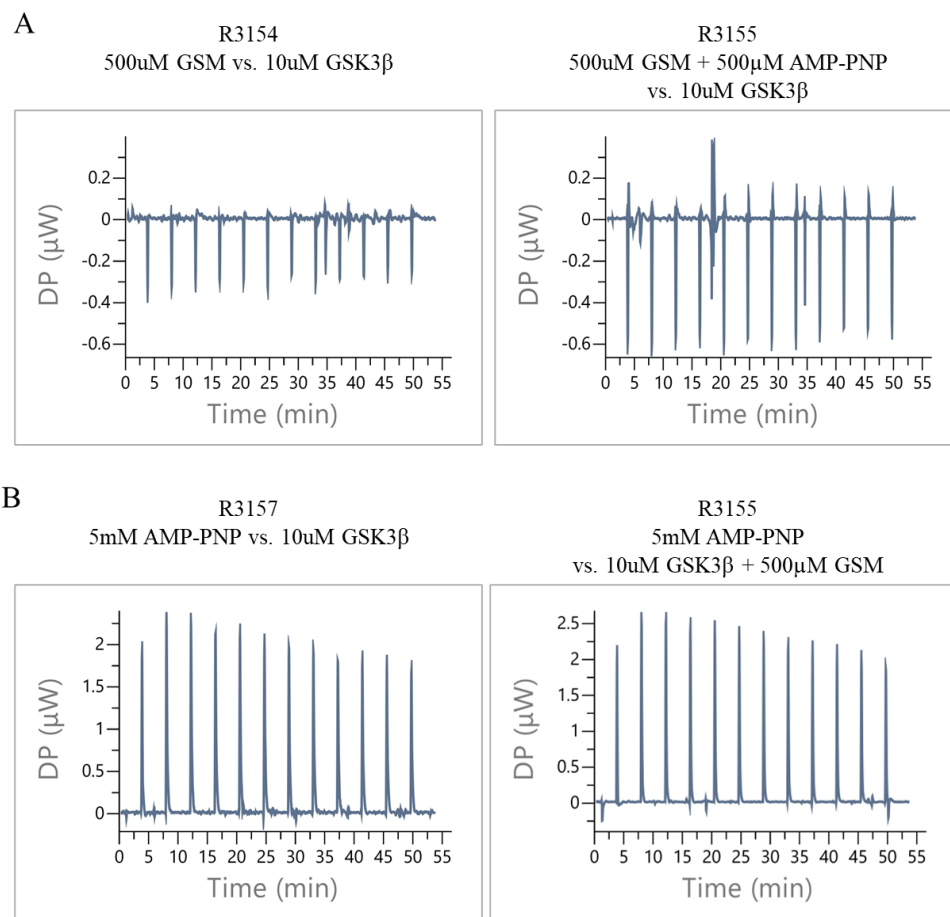 A
R3154
500uM GSM vs. 10uM GSK3β
R3155
500uM GSM + 500µM AMP-PNP
vs. 10uM GSK3β
0.2
0
-0.2
-0.4
-0.6
DP (µW)
0 5 10 15 20 25 30 35 40 45 50 55
Time (min)
0.2
0
-0.2
-0.4
-0.6
DP (µW)
0 5 10 15 20 25 30 35 40 45 50 55
Time (min)
B
R3157
5mM AMP-PNP vs. 10uM GSK3β
R3155
5mM AMP-PNP
vs. 10uM GSK3β + 500µM GSM
2
1.5
1
0.5
0
DP (µW)
0 5 10 15 20 25 30 35 40 45 50 55
Time (min)
2.5
2
1.5
1
0.5
0
DP (µW)
0 5 10 15 20 25 30 35 40 45 50 55
Time (min)